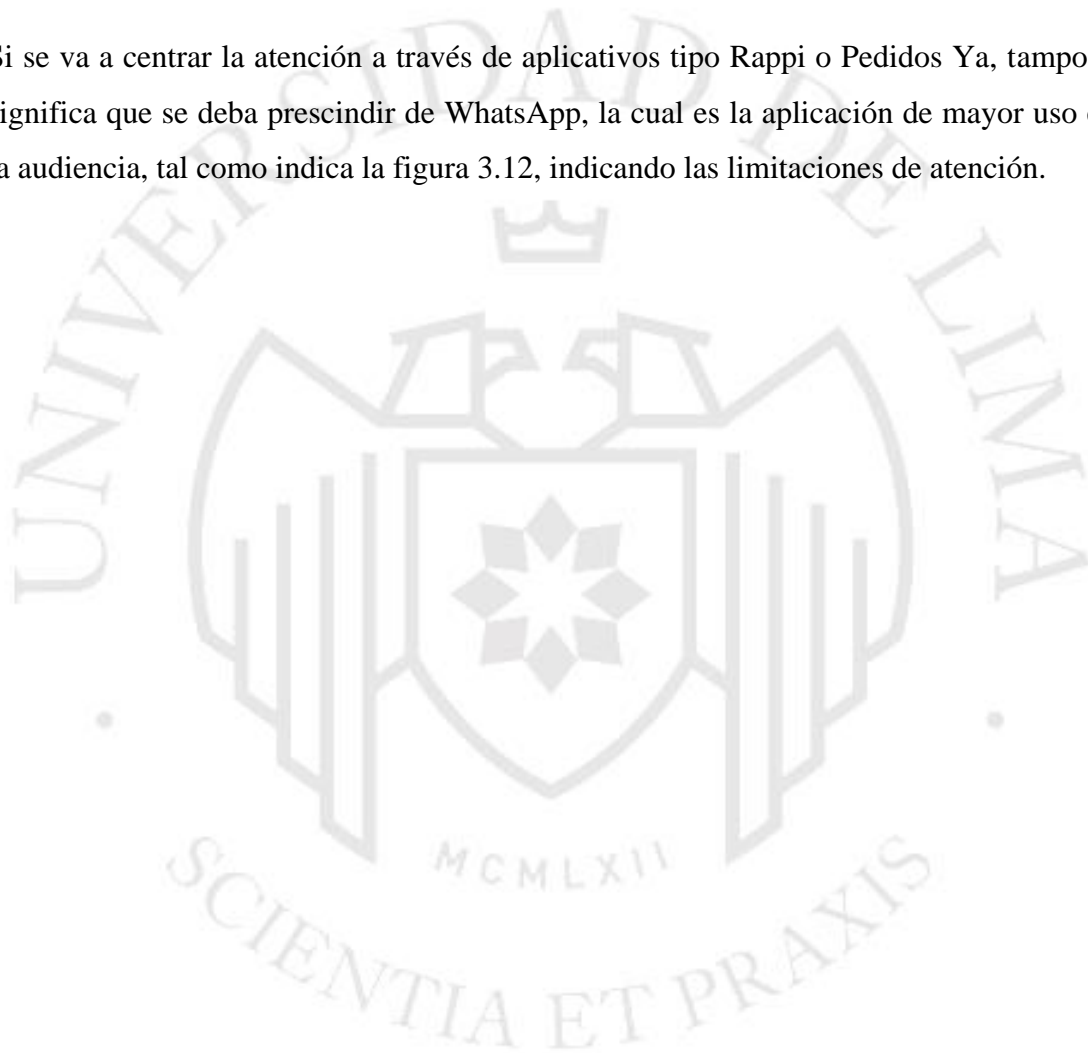 Si se va a centrar la atención a través de aplicativos tipo Rappi o Pedidos Ya, tampo
ignifica que se deba prescindir de WhatsApp, la cual es la aplicación de mayor uso
a audiencia, tal como indica la figura 3.12, indicando las limitaciones de atención.
UNIVERSIDAD DE LIMA
MCMLXII
SCIENTIA ET PRAXIS